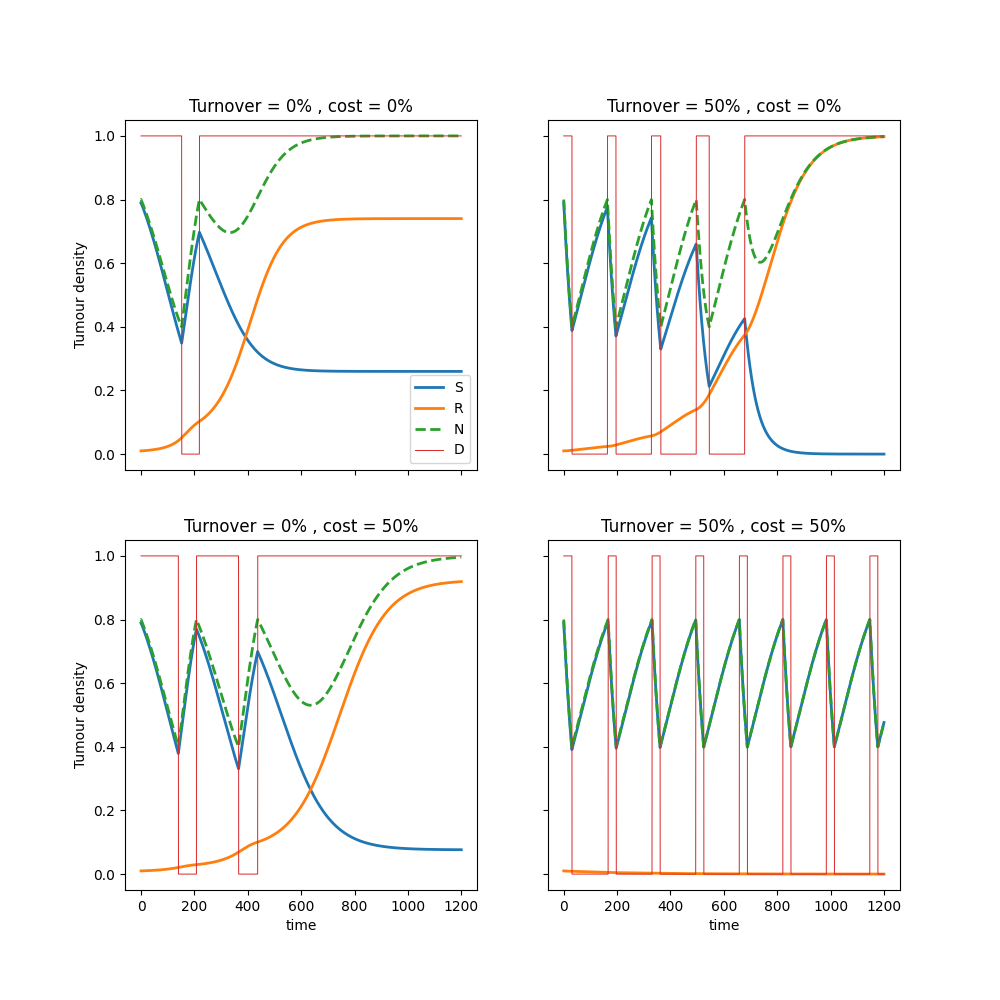 Turnover = 0% , cost = 0%
1.0
0.8
0.6
0.4
0.2
0.0
Tumour density
S
R
N
D
Turnover = 50% , cost = 0%
Turnover = 0% , cost = 50%
1.0
0.8
0.6
0.4
0.2
0.0
Tumour density
0 200 400 600 800 1000 1200
time
Turnover = 50% , cost = 50%
0 200 400 600 800 1000 1200
time